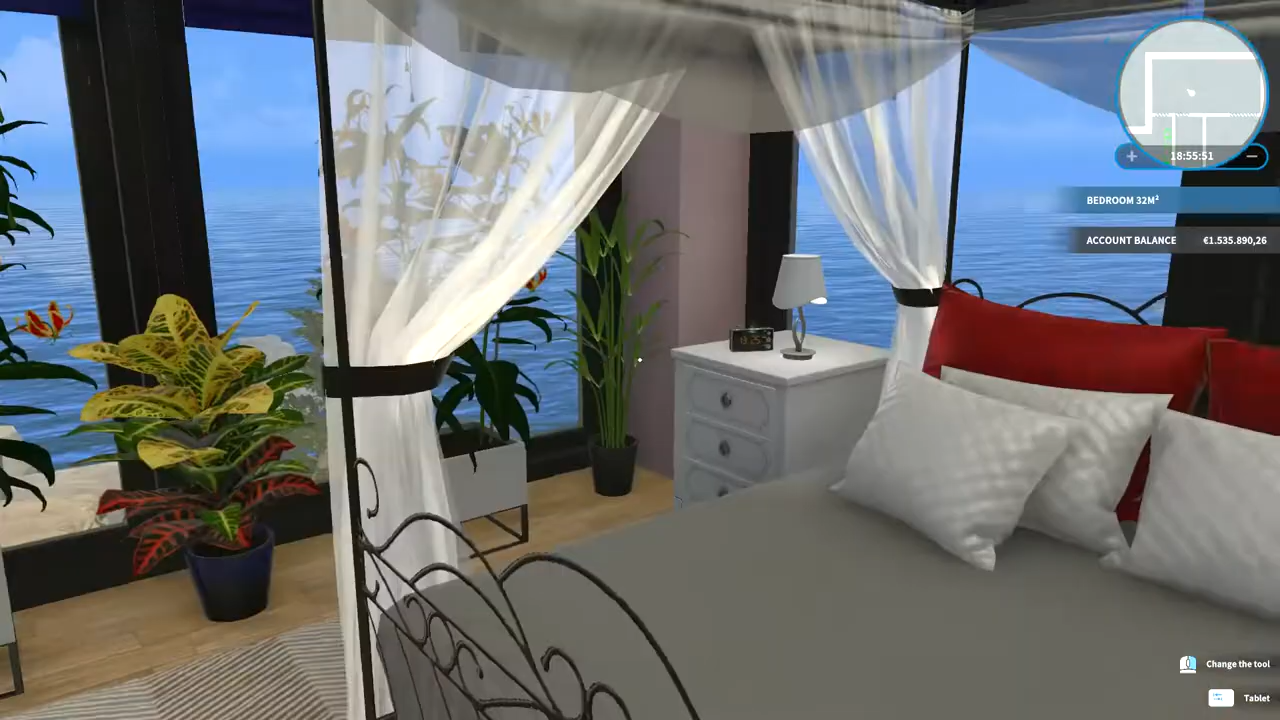 18:55:51
BEDROOM 32M²
ACCOUNT BALANCE €1.535.890,26
Change the tool
Tablet